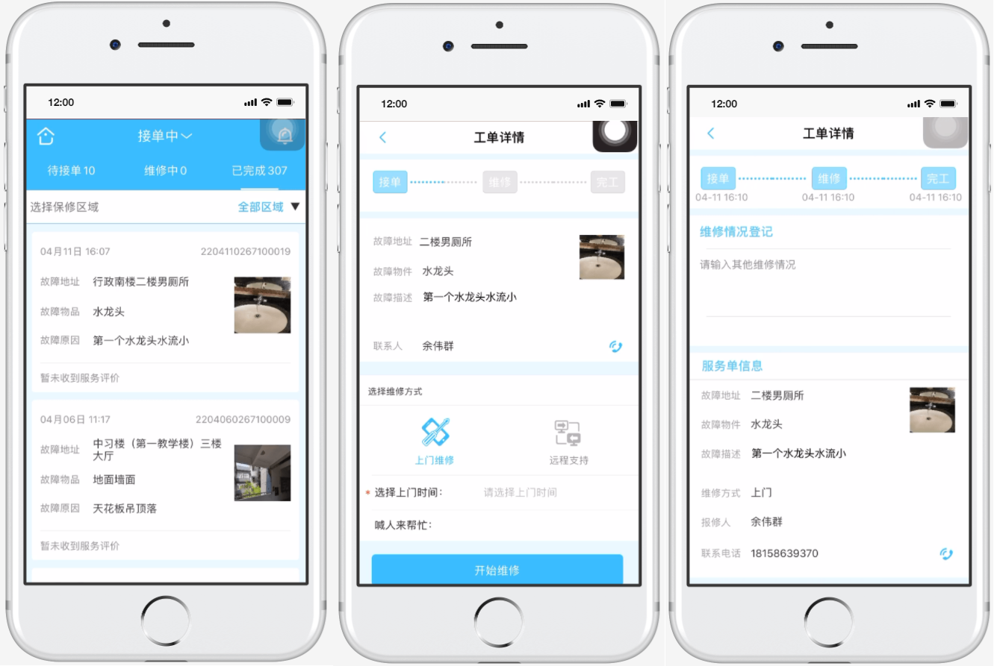 12:00
接单中
待接单 10
维修中 0
已完成 307
选择保修区域
全部区域 ▼
04月11日 16:07
2204110267100019
故障地址 行政南楼二楼男厕所
故障物品 水龙头
故障原因 第一个水龙头水流小
暂未收到服务评价
04月06日 11:17
2204060267100009
故障地址 中习楼（第一教学楼）三楼
大厅
故障物品 地面墙面
故障原因 天花板吊顶落
暂未收到服务评价
12:00
工单详情
接单
维修
完工
故障地址 二楼男厕所
故障物件 水龙头
故障描述 第一个水龙头水流小
联系人 余伟群
选择维修方式
上门维修
远程支持
* 选择上门时间： 请选择上门时间
喊人来帮忙：
开始维修
12:00
工单详情
接单
维修
完工
04-11 16:10
04-11 16:10
04-11 16:10
维修情况登记
请输入其他维修情况
服务单信息
故障地址 二楼男厕所
故障物件 水龙头
故障描述 第一个水龙头水流小
维修方式 上门
报修人 余伟群
联系电话 18158639370